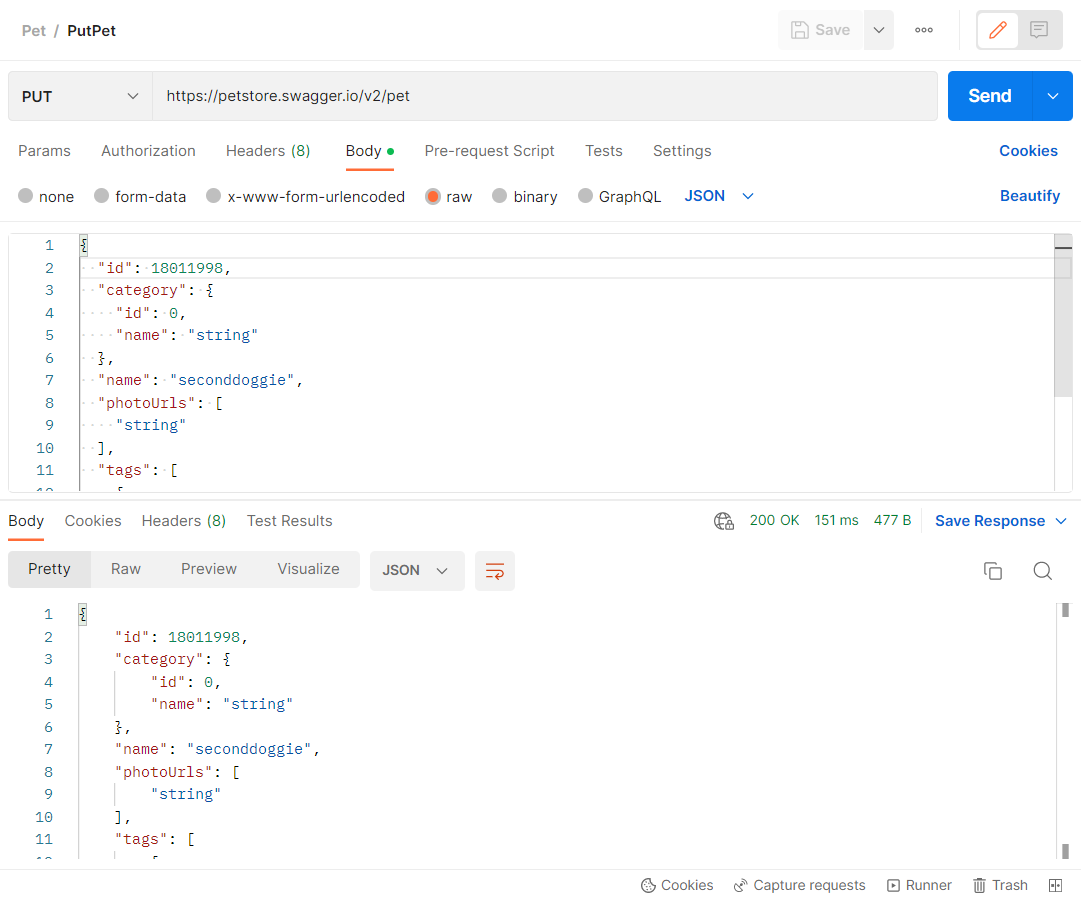 Pet / PutPet
Save
PUT
https://petstore.swagger.io/v2/pet
Send
Params Authorization Headers (8) Body Pre-request Script Tests Settings Cookies
none form-data x-www-form-urlencoded raw binary GraphQL JSON Beautify
1 {
2 "id": 18011998,
3 "category": {
4 "id": 0,
5 "name": "string"
6 },
7 "name": "seconddoggie",
8 "photoUrls": [
9 "string"
10 ],
11 "tags": [
Body Cookies Headers (8) Test Results 200 OK 151 ms 477 B Save Response
Pretty Raw Preview Visualize JSON
1 {
2 "id": 18011998,
3 "category": {
4 "id": 0,
5 "name": "string"
6 },
7 "name": "seconddoggie",
8 "photoUrls": [
9 "string"
10 ],
11 "tags": [
Cookies Capture requests Runner Trash